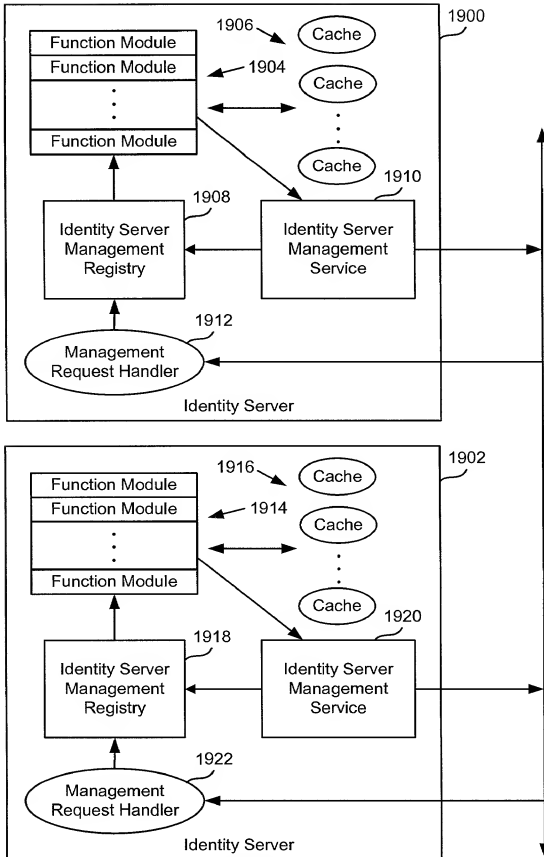 1906
Cache
1900
Function Module
Function Module
1904
Cache
Function Module
Cache
1910
1908
Identity Server
Management
Registry
Identity Server
Management
Service
1912
Management
Request Handler
Identity Server
1916
Cache
1902
Function Module
Function Module
1914
Cache
Function Module
Cache
1920
1918
Identity Server
Management
Registry
Identity Server
Management
Service
1922
Management
Request Handler
Identity Server